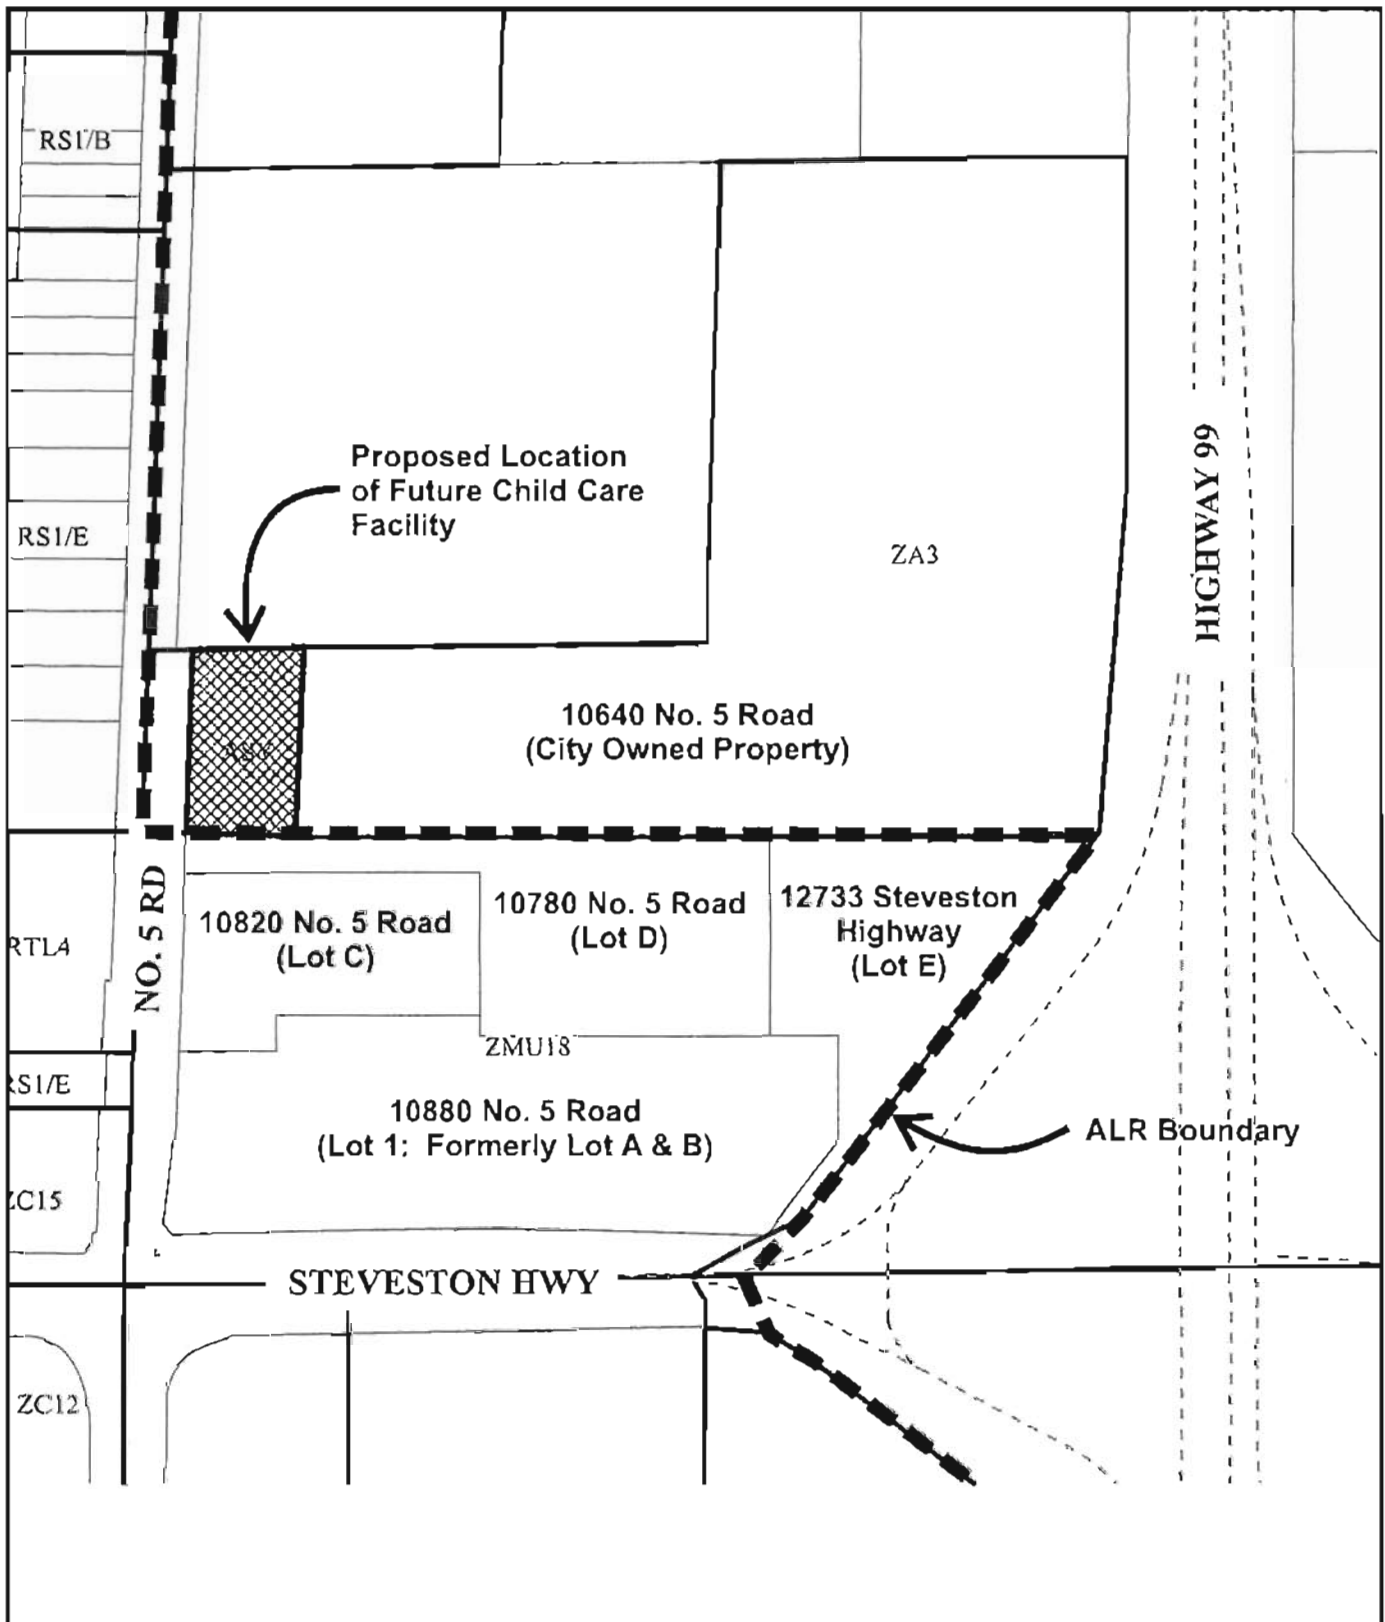 RS1/B
Proposed Location
of Future Child Care
Facility
RS1/E
ZA3
HIGHWAY 99
10640 No. 5 Road
(City Owned Property)
NO. 5 RD
10820 No. 5 Road
(Lot C)
10780 No. 5 Road
(Lot D)
12733 Steveston
Highway
(Lot E)
RTL4
ZMU18
RS1/E
10880 No. 5 Road
(Lot 1: Formerly Lot A & B)
ALR Boundary
ZC15
STEVESTON HWY
ZC12